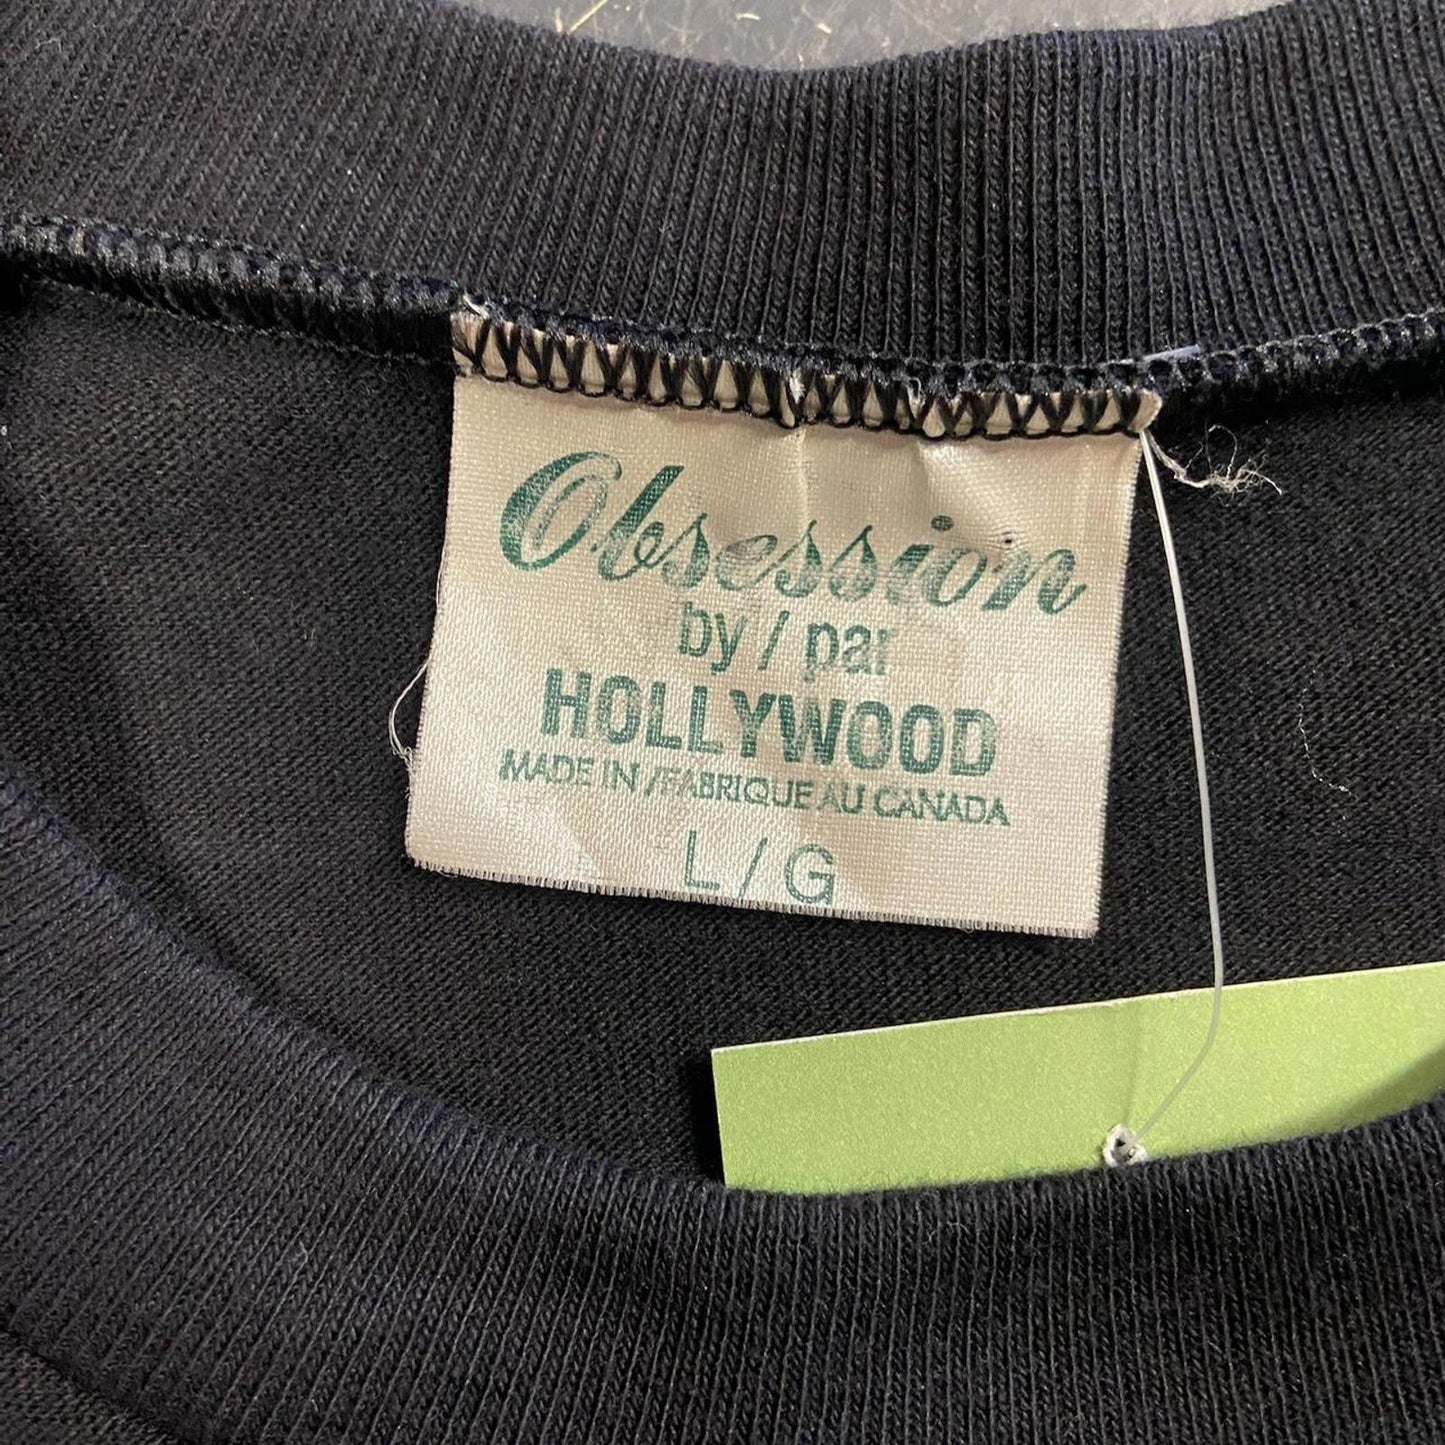 Obsession
by / par
HOLLYWOOD
MADE IN /FABRIQUE AU CANADA
L / G